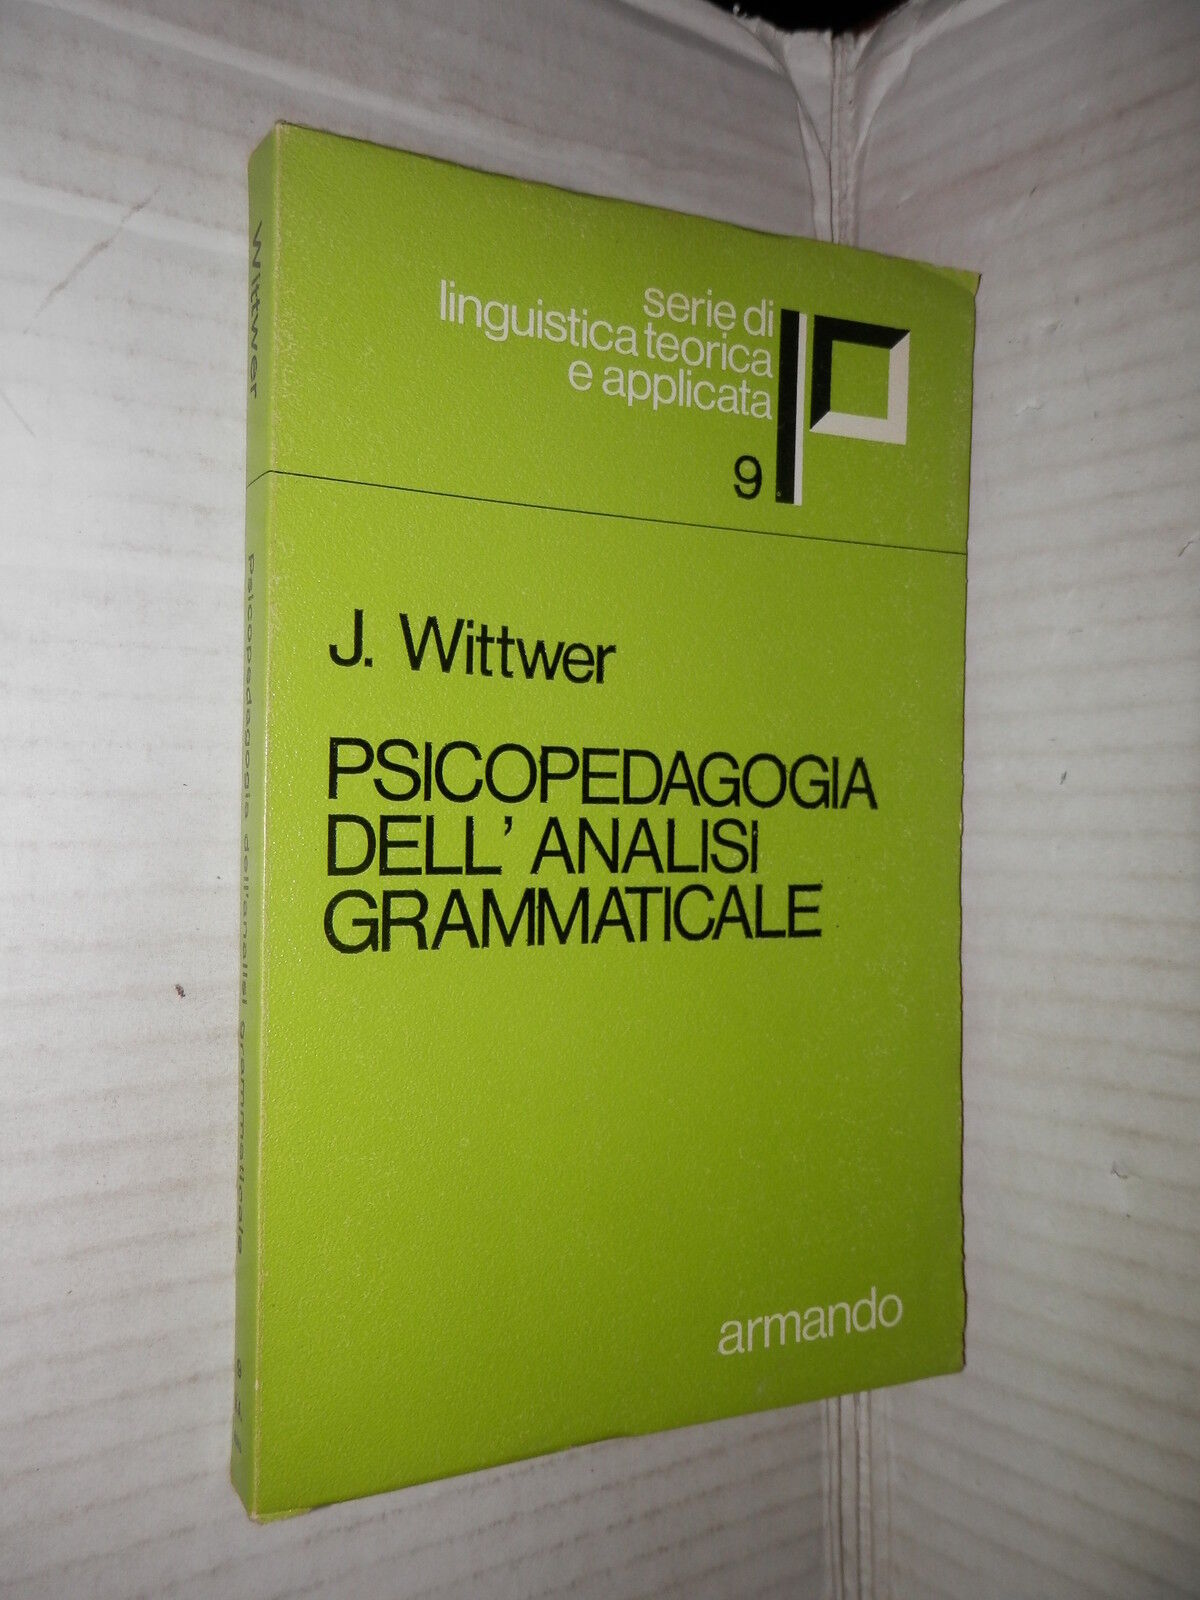 serie di
linguistica teorica
e applicata
9
J. Wittwer
PSICOPEDAGOGIA
DELL' ANALISI
GRAMMATICALE
armando
Wittwer
Psicopedagogia dell'analisi grammaticale